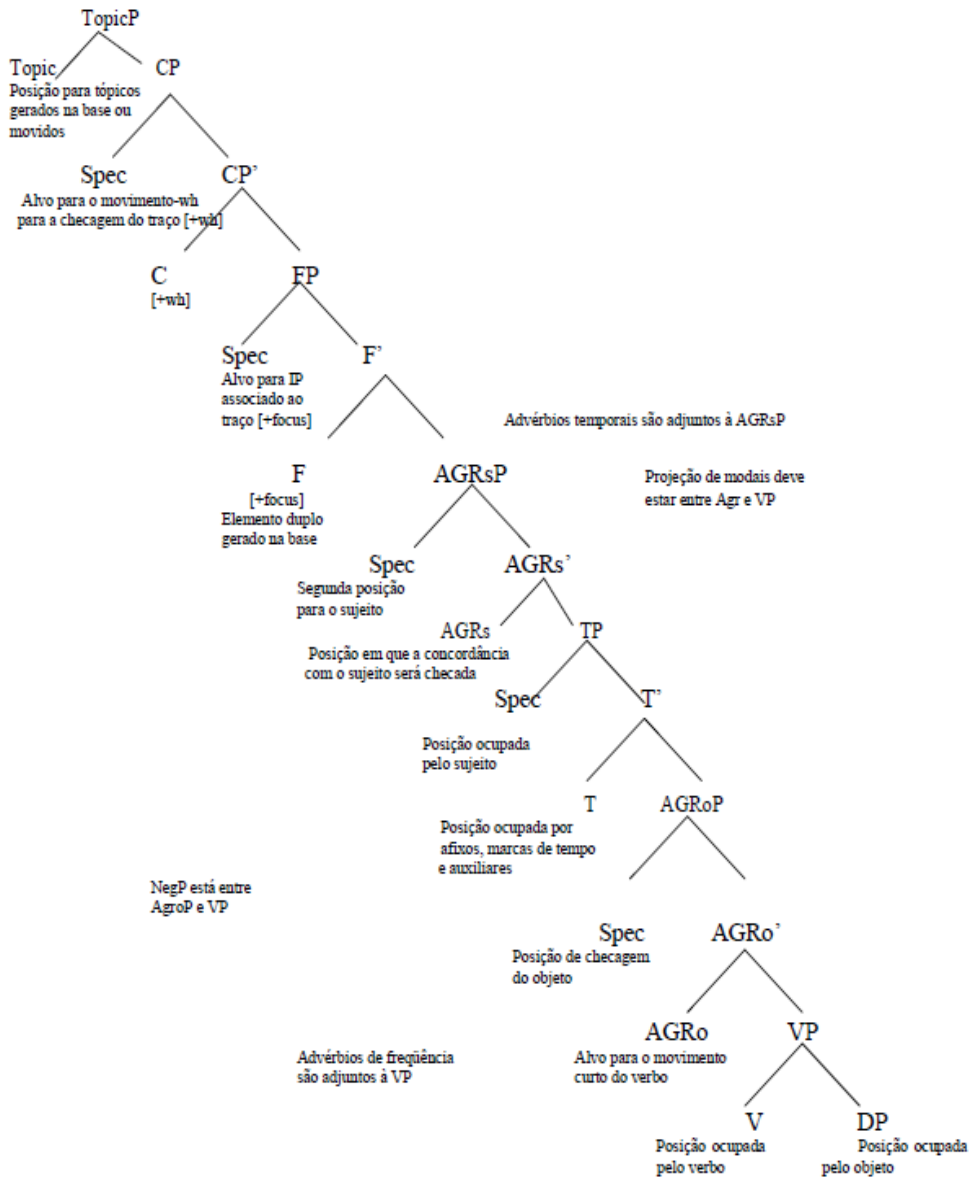 TopicP
Topic
CP
Posição para tópicos
gerados na base ou
movidos
Spec
CP’
Alvo para o movimento-wh
para a checagem do traço [+wh]
C
FP
[+wh]
Spec
F’
Alvo para IP
associado ao
traço [+focus]
Advérbios temporais são adjuntos à AGRsP
F
AGRsP
Projeção de modais deve
estar entre Agr e VP
[+focus]
Elemento duplo
gerado na base
Spec
AGRs’
Segunda posição
para o sujeito
AGRs
TP
Posição em que a concordância
com o sujeito será checada
Spec
T’
Posição ocupada
pelo sujeito
T
AGRoP
Posição ocupada por
afixos, marcas de tempo
e auxiliares
NegP está entre
AgroP e VP
Spec
AGRo’
Posição de checagem
do objeto
AGRo
VP
Advérbios de freqüência
são adjuntos à VP
Alvo para o movimento
curto do verbo
V
DP
Posição ocupada
pelo verbo
Posição ocupada
pelo objeto